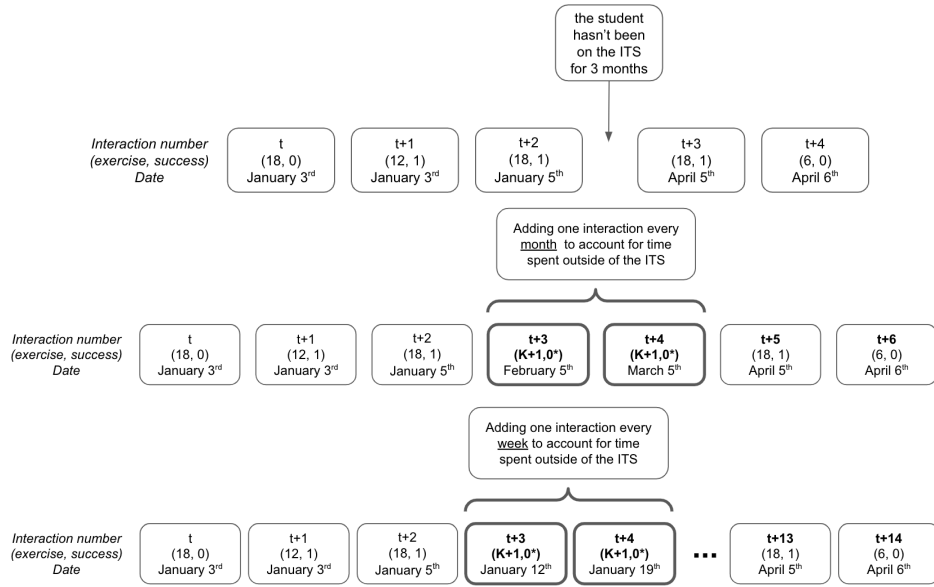 the student
hasn't been
on the ITS
for 3 months
Interaction number
(exercise, success)
Date
t
(18, 0)
January 3rd
t+1
(12, 1)
January 3rd
t+2
(18, 1)
January 5th
t+3
(18, 1)
April 5th
t+4
(6, 0)
April 6th
Adding one interaction every
month to account for time
spent outside of the ITS
Interaction number
(exercise, success)
Date
t
(18, 0)
January 3rd
t+1
(12, 1)
January 3rd
t+2
(18, 1)
January 5th
t+3
(K+1,0*)
February 5th
t+4
(K+1,0*)
March 5th
t+5
(18, 1)
April 5th
t+6
(6, 0)
April 6th
Adding one interaction every
week to account for time
spent outside of the ITS
Interaction number
(exercise, success)
Date
t
(18, 0)
January 3rd
t+1
(12, 1)
January 3rd
t+2
(18, 1)
January 5th
t+3
(K+1,0*)
January 12th
t+4
(K+1,0*)
January 19th
...
t+13
(18, 1)
April 5th
t+14
(6, 0)
April 6th